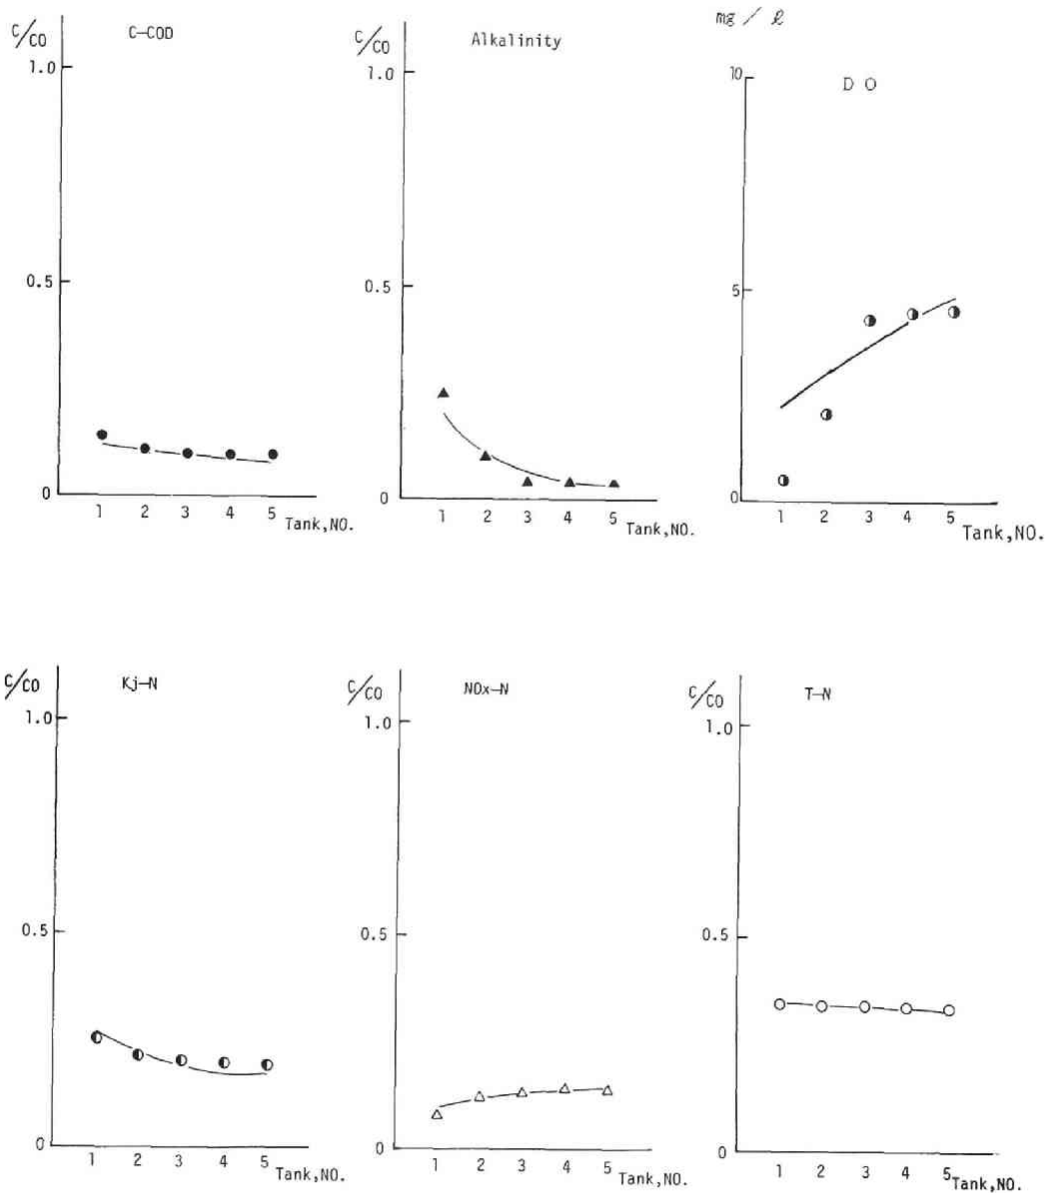 C/CO C-COD
1.0
0.5
0
1 2 3 4 5
Tank,NO.
C/CO Alkalinity
1.0
0.5
0
1 2 3 4 5
Tank,NO.
mg / ℓ
10
D O
5
0
1 2 3 4 5
Tank,NO.
C/CO Kj-N
1.0
0.5
0
1 2 3 4 5
Tank,NO.
C/CO NOx-N
1.0
0.5
0
1 2 3 4 5
Tank,NO.
C/CO T-N
1.0
0.5
0
1 2 3 4 5
Tank,NO.